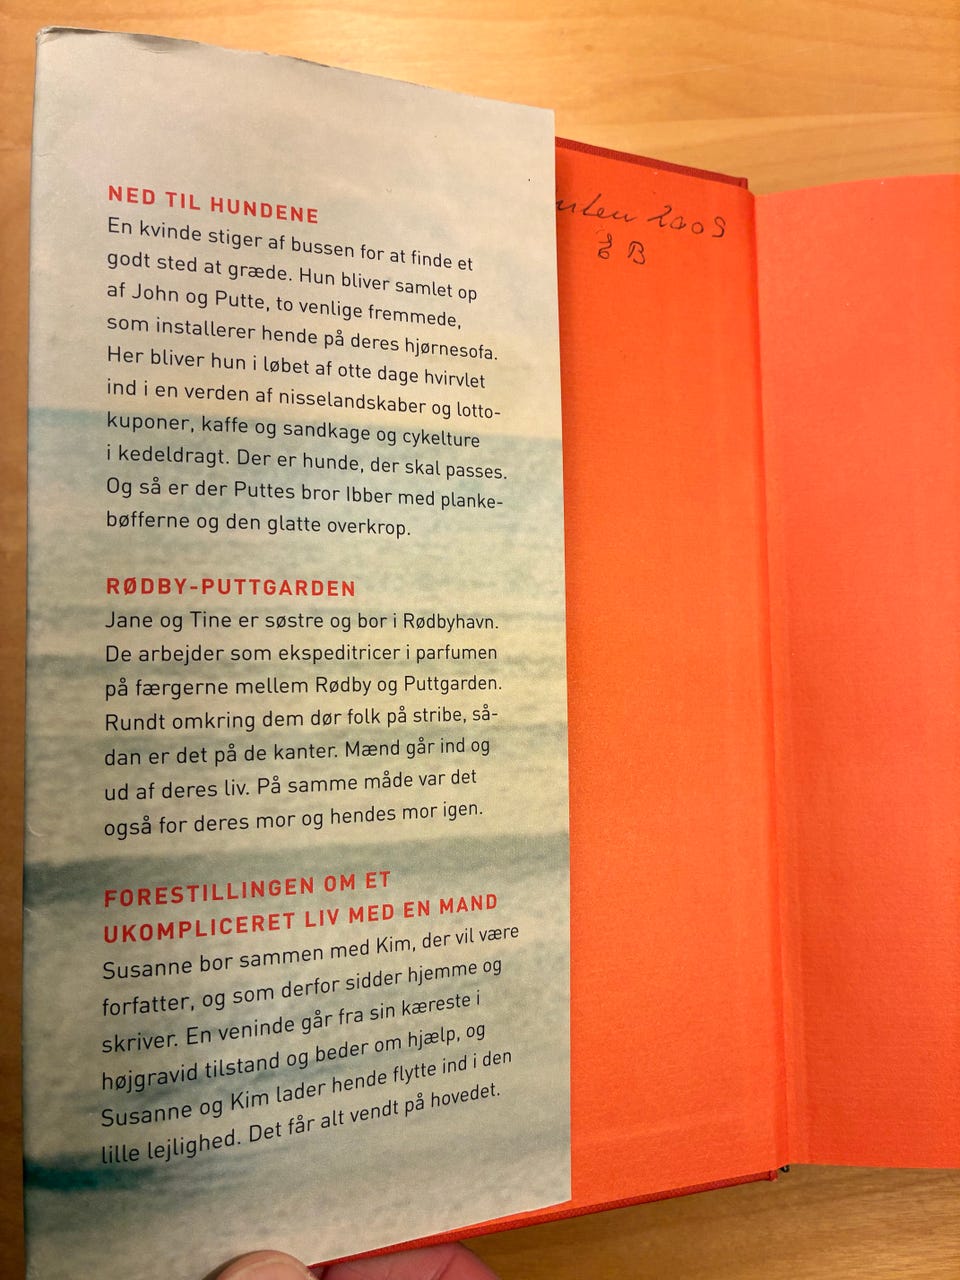 NED TIL HUNDENE
En kvinde stiger af bussen for at finde et
godt sted at græde. Hun bliver samlet op
af John og Putte, to venlige fremmede,
som installerer hende på deres hjørnesofa.
Her bliver hun i løbet af otte dage hvirvlet
ind i en verden af nisselandskaber og lotto-
kuponer, kaffe og sandkage og cykelture
i kedeldragt. Der er hunde, der skal passes.
Og så er der Puttes bror Ibber med planke-
bøfferne og den glatte overkrop.
RØDBY-PUTTGARDEN
Jane og Tine er søstre og bor i Rødbyhavn.
De arbejder som ekspeditricer i parfumen
på færgerne mellem Rødby og Puttgarden.
Rundt omkring dem dør folk på stribe, så-
dan er det på de kanter. Mænd går ind og
ud af deres liv. På samme måde var det
også for deres mor og hendes mor igen.
FORESTILLINGEN OM ET
UKOMPLICERET LIV MED EN MAND
Susanne bor sammen med Kim, der vil være
forfatter, og som derfor sidder hjemme og
skriver. En veninde går fra sin kæreste i
højgravid tilstand og beder om hjælp, og
Susanne og Kim lader hende flytte ind i den
lille lejlighed. Det får alt vendt på hovedet.
2009
EB